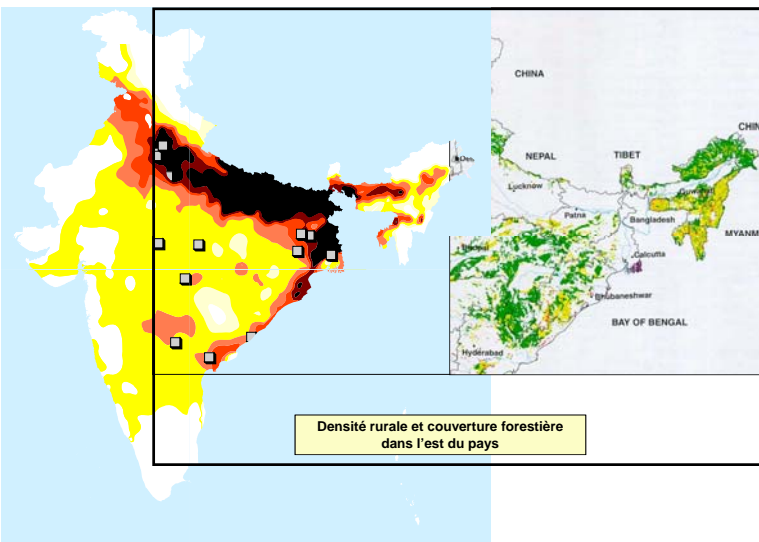 CHINA
CHIN
NEPAL
TIBET
Lucknow
Patna
Bangladesh
MYANM
Calcutta
Bhubaneshwar
BAY OF BENGAL
Hyderabad
Densité rurale et couverture forestière
dans l'est du pays